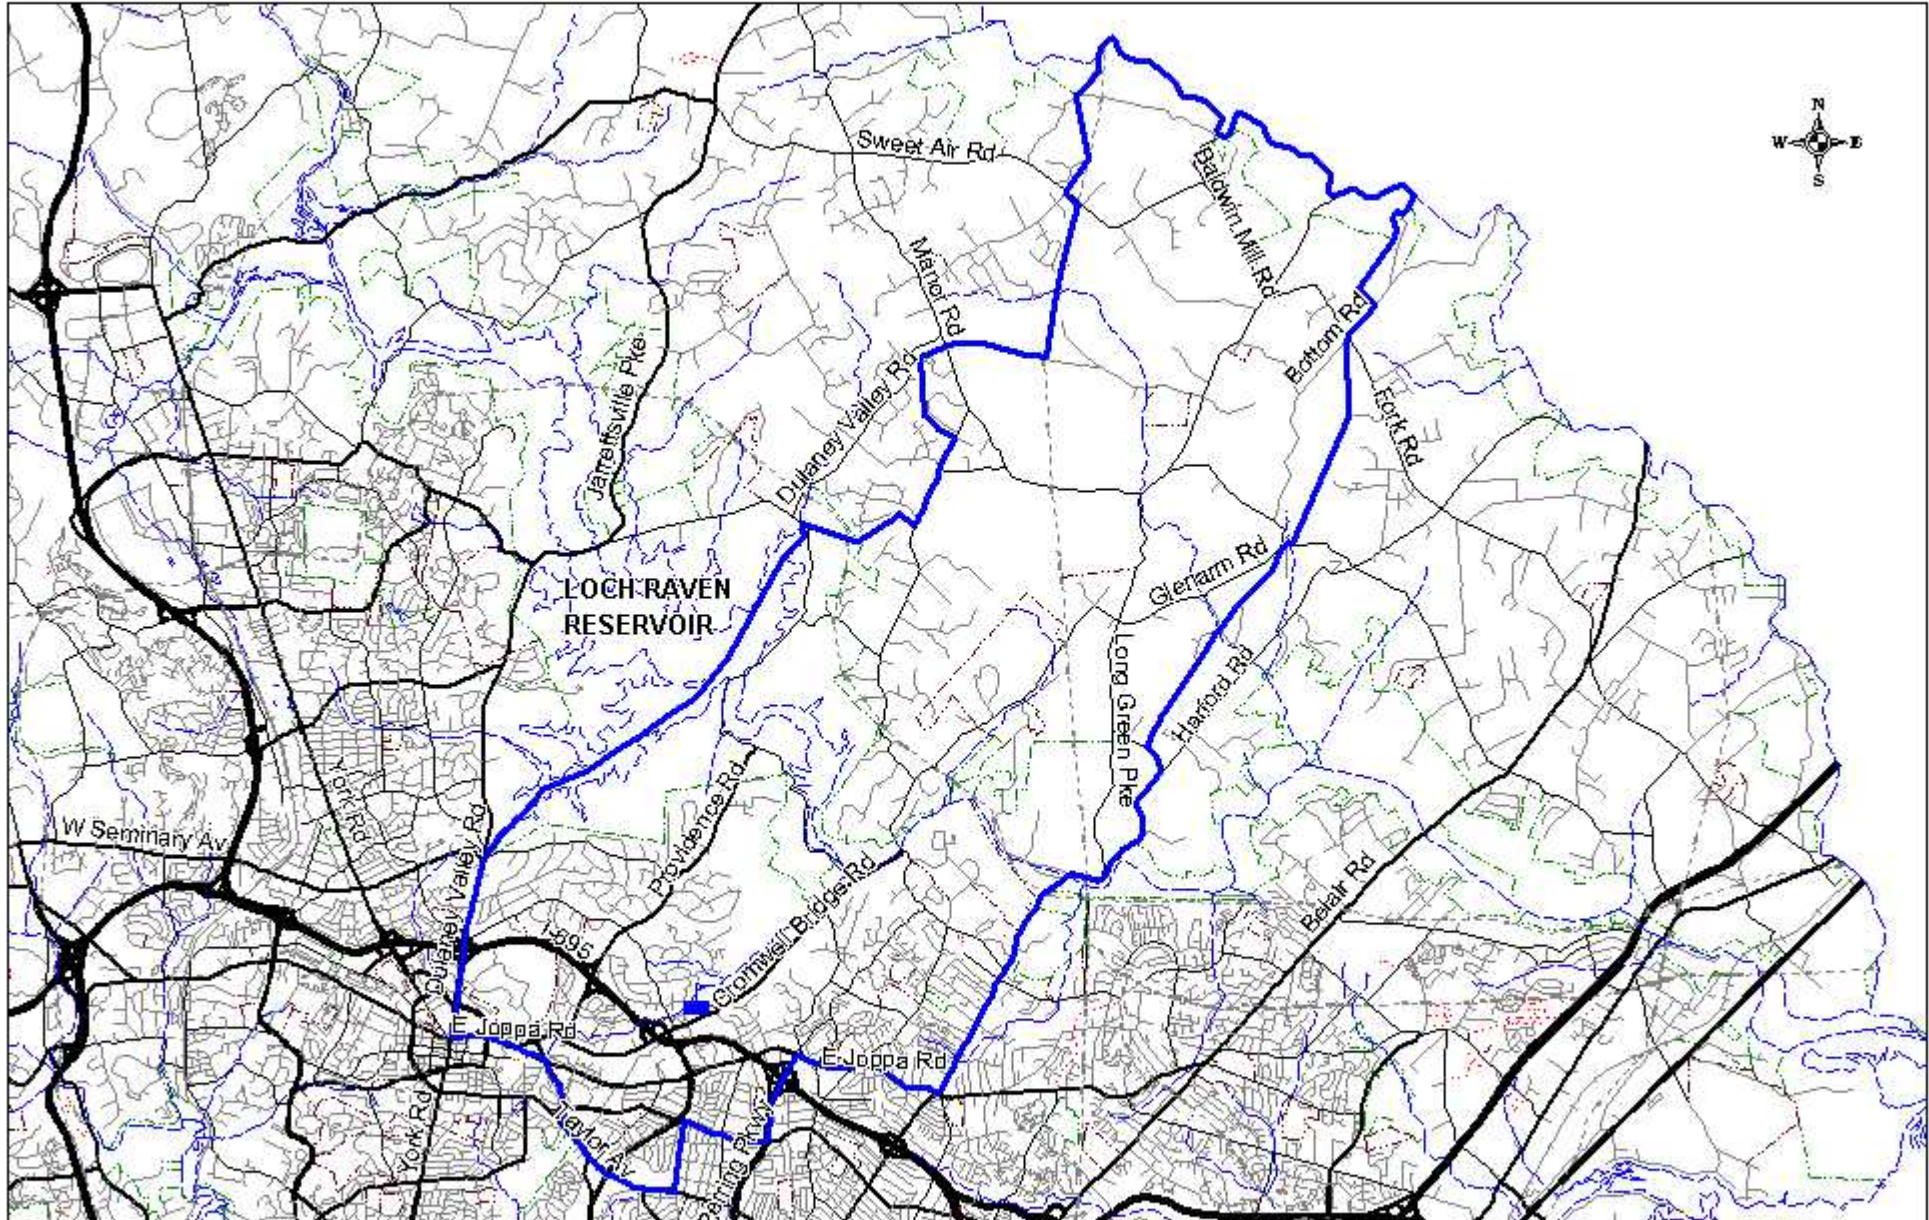 N
W E
S
Sweet Air Rd
Baldwin Mill Rd
Manor Rd
Bottom Rd
Jarrettsville Pke
Dulaney Valley Rd
Fork Rd
LOCH RAVEN
RESERVOIR
Glenarm Rd
Long Green Pke
Harford Rd
York Rd
W Seminary Av
Dulaney Valley Rd
Providence Rd
Cromwell Bridge Rd
Belair Rd
I-695
E Joppa Rd
E Joppa Rd
Taylor Av
York Rd
Perring Pkwy